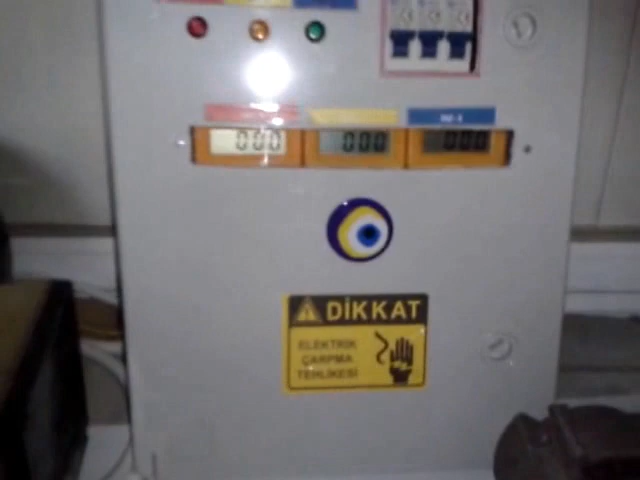 000 000 000
DİKKAT
ELEKTRİK
ÇARPMA
TEHLİKESİ